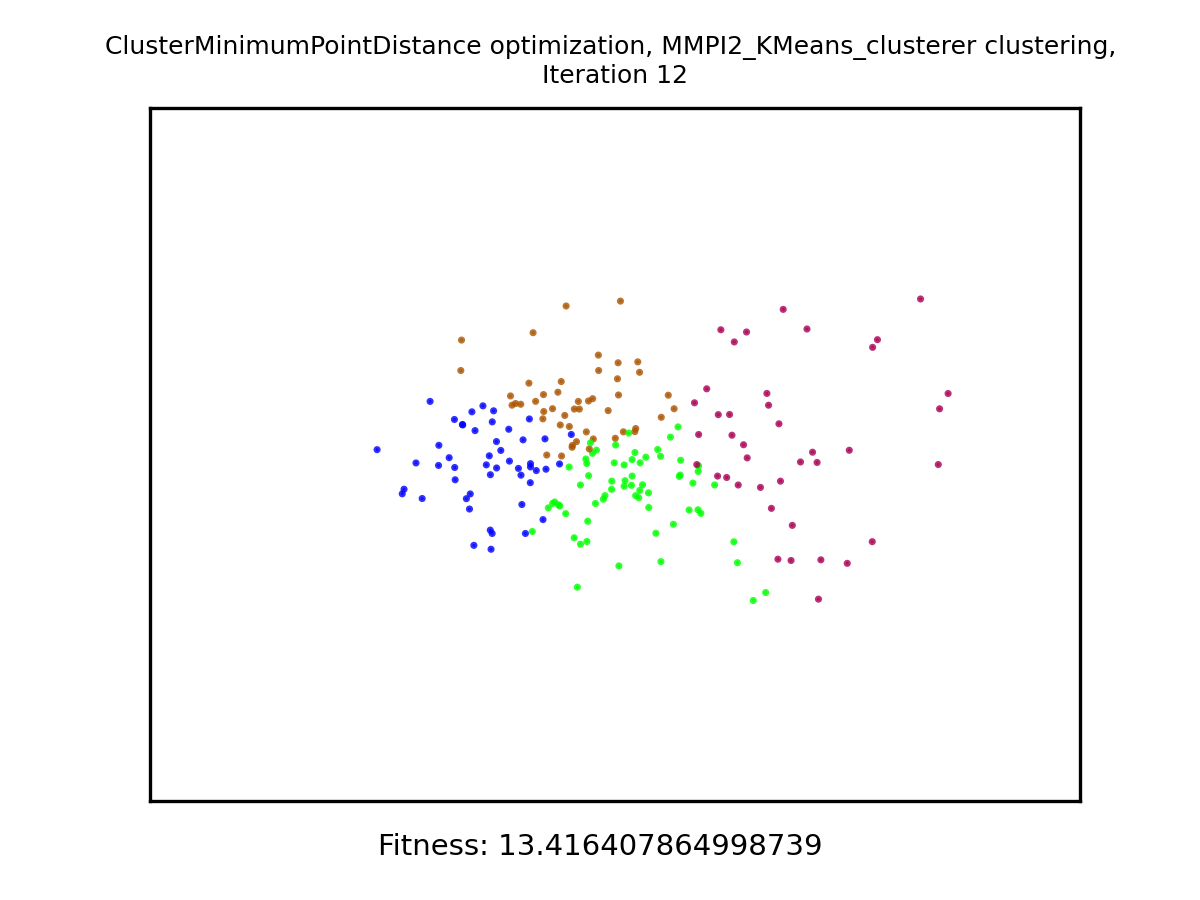 ClusterMinimumPointDistance optimization, MMPI2_KMeans_clusterer clustering,
Iteration 12
Fitness: 13.416407864998739